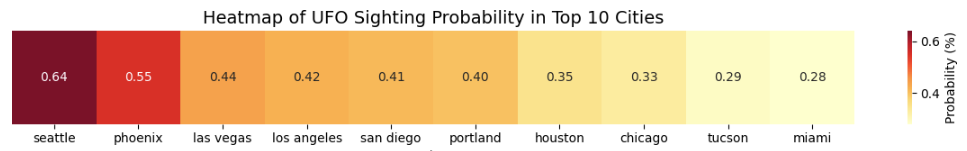 Heatmap of UFO Sighting Probability in Top 10 Cities
0.64 0.55 0.44 0.42 0.41 0.40 0.35 0.33 0.29 0.28
seattle phoenix las vegas los angeles san diego portland houston chicago tucson miami
0.6
0.4
Probability (%)